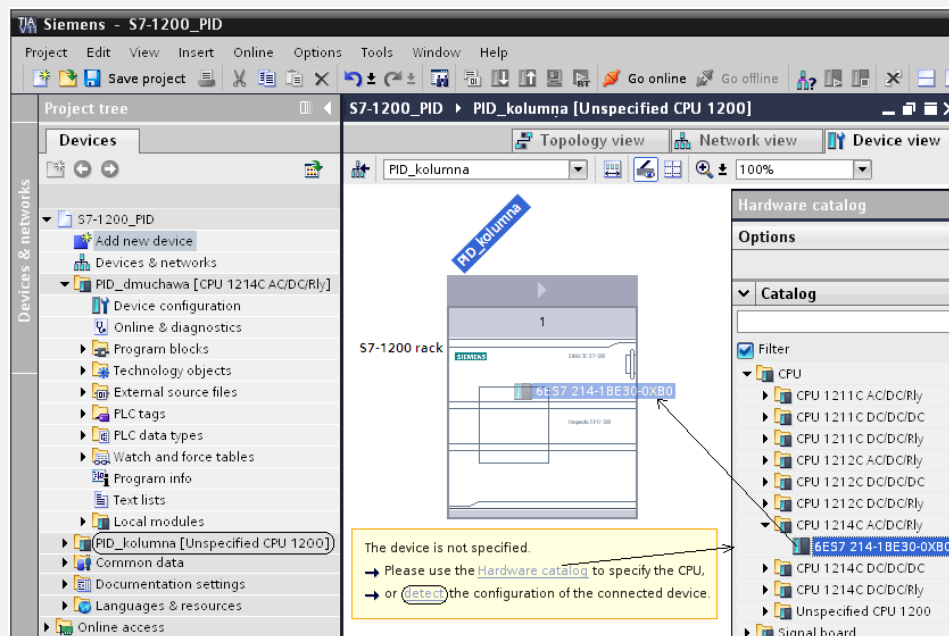 TIA
V11
Siemens - S7-1200_PID
Project Edit View Insert Online Options Tools Window Help
Save project
Go online
Go offline
Project tree
Devices
Devices & networks
S7-1200_PID
Add new device
Devices & networks
PID_dmuchawa [CPU 1214C AC/DC/Rly]
Device configuration
Online & diagnostics
Program blocks
Technology objects
External source files
PLC tags
PLC data types
Watch and force tables
Program info
Text lists
Local modules
PID_kolumna [Unspecified CPU 1200]
Common data
Documentation settings
Languages & resources
Online access
S7-1200_PID PID_kolumna [Unspecified CPU 1200]
Topology view
Network view
Device view
PID_kolumna
100%
PID_kolumna
1
S7-1200 rack
SIEMENS
6ES7 214-1BE30-0XB0
The device is not specified.
Please use the Hardware catalog to specify the CPU,
or detect the configuration of the connected device.
Hardware catalog
Options
Catalog
Filter
CPU
CPU 1211C AC/DC/Rly
CPU 1211C DC/DC/DC
CPU 1211C DC/DC/Rly
CPU 1212C AC/DC/Rly
CPU 1212C DC/DC/DC
CPU 1212C DC/DC/Rly
CPU 1214C AC/DC/Rly
6ES7 214-1BE30-0XB0
CPU 1214C DC/DC/DC
CPU 1214C DC/DC/Rly
Unspecified CPU 1200
Signal board